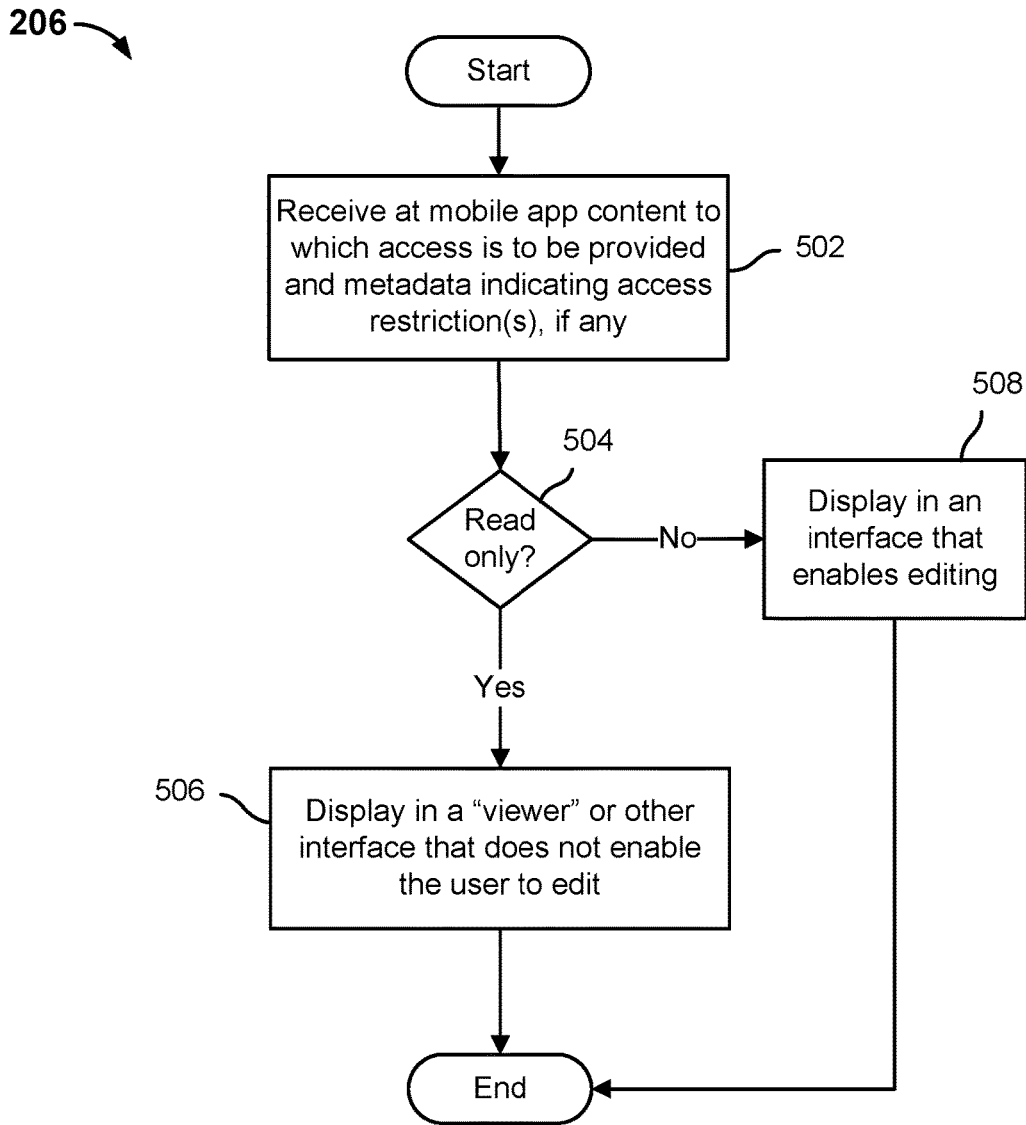 206
Start
Receive at mobile app content to
which access is to be provided
and metadata indicating access
restriction(s), if any
502
508
504
Read
only?
No
Display in an
interface that
enables editing
Yes
506
Display in a “viewer” or other
interface that does not enable
the user to edit
End